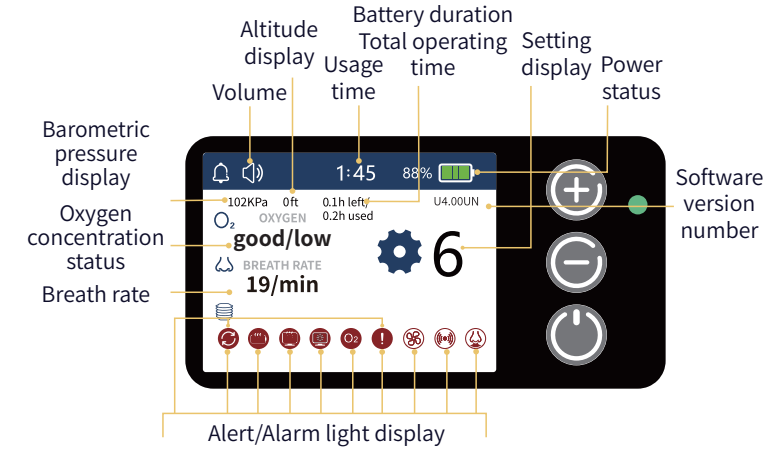 Battery duration
Total operating
time
Altitude
display
Usage
time
Setting
display
Power
status
Volume
Barometric
pressure
display
Oxygen
concentration
status
Breath rate
Software
version
number
1:45
88%
102KPa
0ft
0.1h left/
0.2h used
U4.00UN
O₂
OXYGEN
good/low
BREATH RATE
19/min
6
O₂
!
Alert/Alarm light display